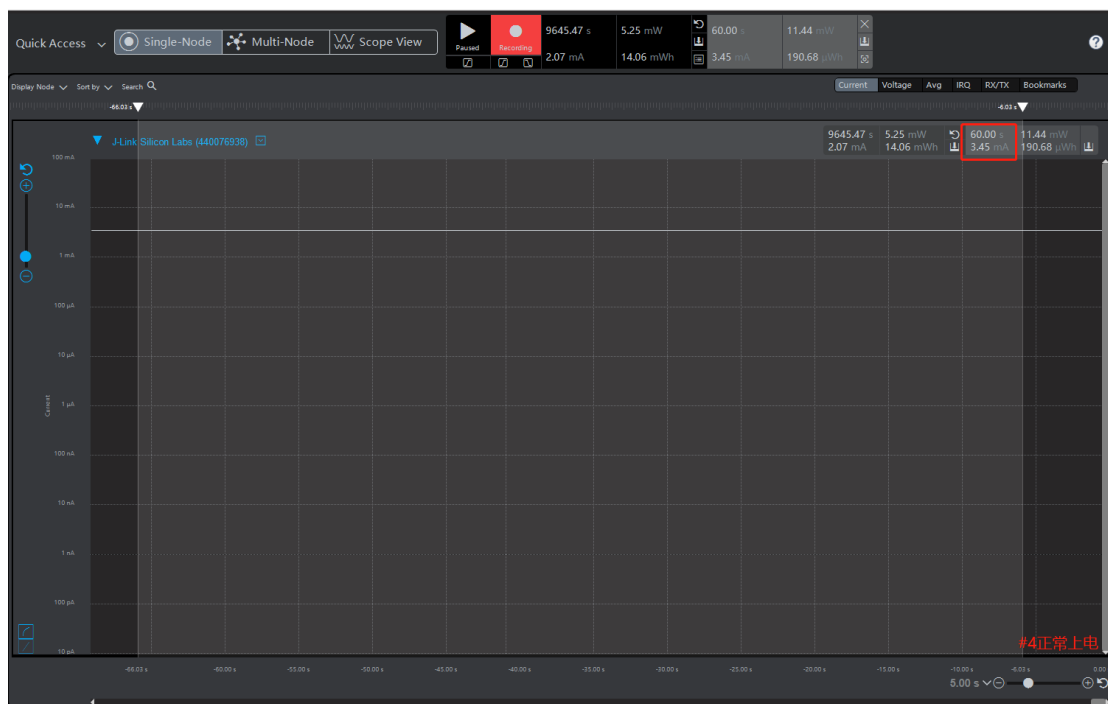 Quick Access
Single-Node
Multi-Node
Scope View
Paused
Recording
9645.47 s
5.25 mW
2.07 mA
14.06 mWh
60.00 s
11.44 mW
3.45 mA
190.68 µWh
Display Node
Sort by
Search
Current
Voltage
Avg
IRQ
RX/TX
Bookmarks
-66.03 s
-6.03 s
J-Link Silicon Labs (440076938)
9645.47 s
5.25 mW
60.00 s
11.44 mW
2.07 mA
14.06 mWh
3.45 mA
190.68 µWh
100 mA
10 mA
1 mA
100 µA
10 µA
1 µA
Current
100 nA
10 nA
1 nA
100 pA
10 pA
#4正常上电
-66.03 s
-60.00 s
-55.00 s
-50.00 s
-45.00 s
-40.00 s
-35.00 s
-30.00 s
-25.00 s
-20.00 s
-15.00 s
-10.00 s
-6.03 s
0.00
5.00 s